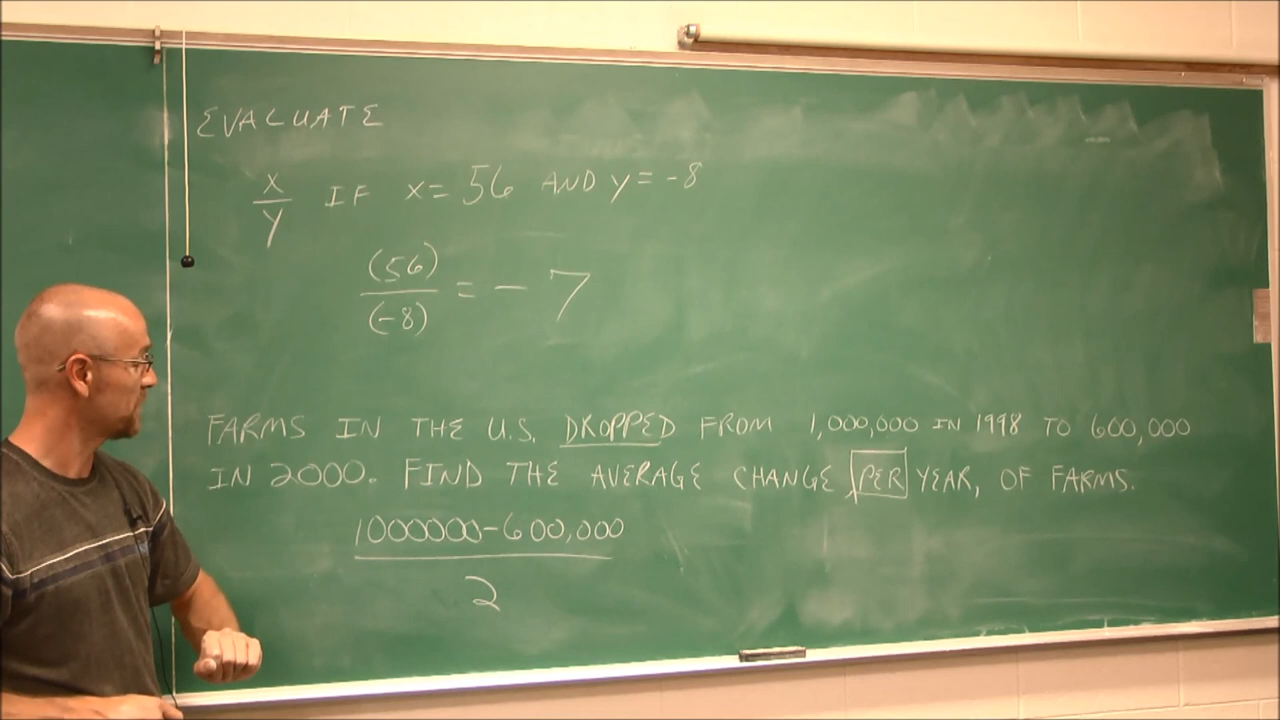 EVALUATE
x/y IF x = 56 AND y = -8
(56)/(-8) = - 7
FARMS IN THE U.S. DROPPED FROM 1,000,000 IN 1998 TO 600,000
IN 2000. FIND THE AVERAGE CHANGE PER YEAR, OF FARMS.
1000000-600,000
2